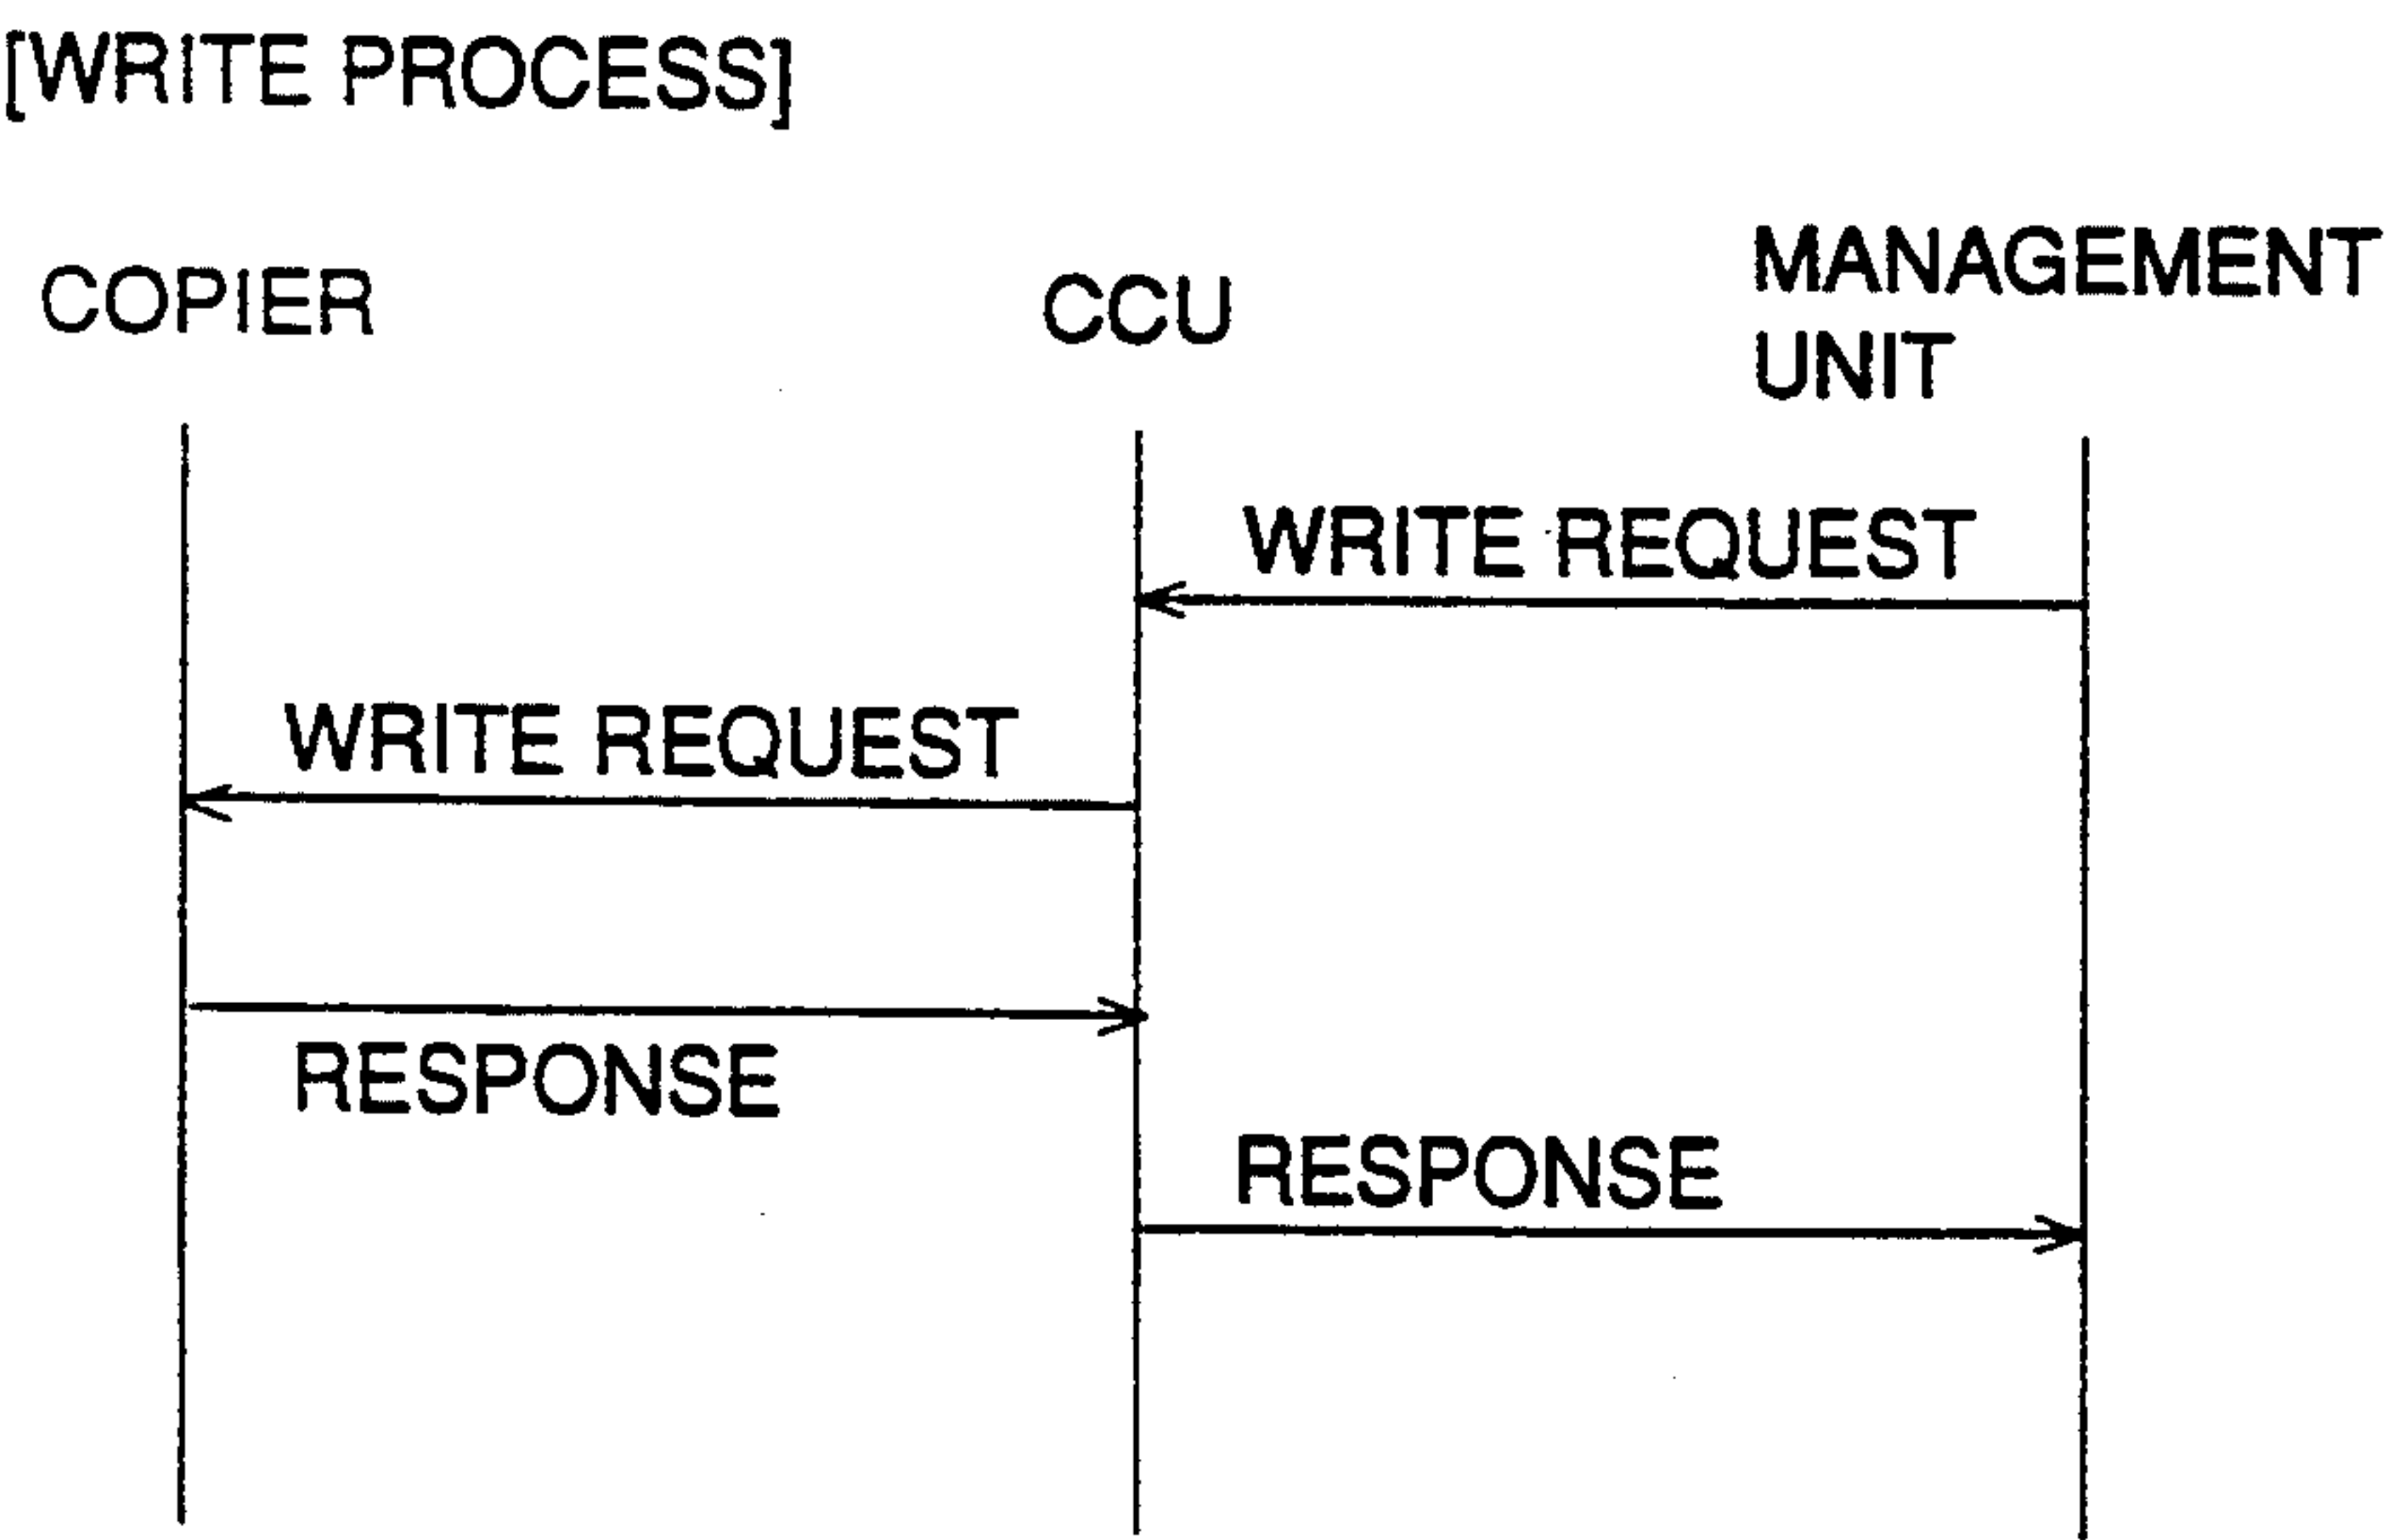 [WRITE PROCESS]
COPIER
CCU
MANAGEMENT
UNIT
WRITE REQUEST
WRITE REQUEST
RESPONSE
RESPONSE